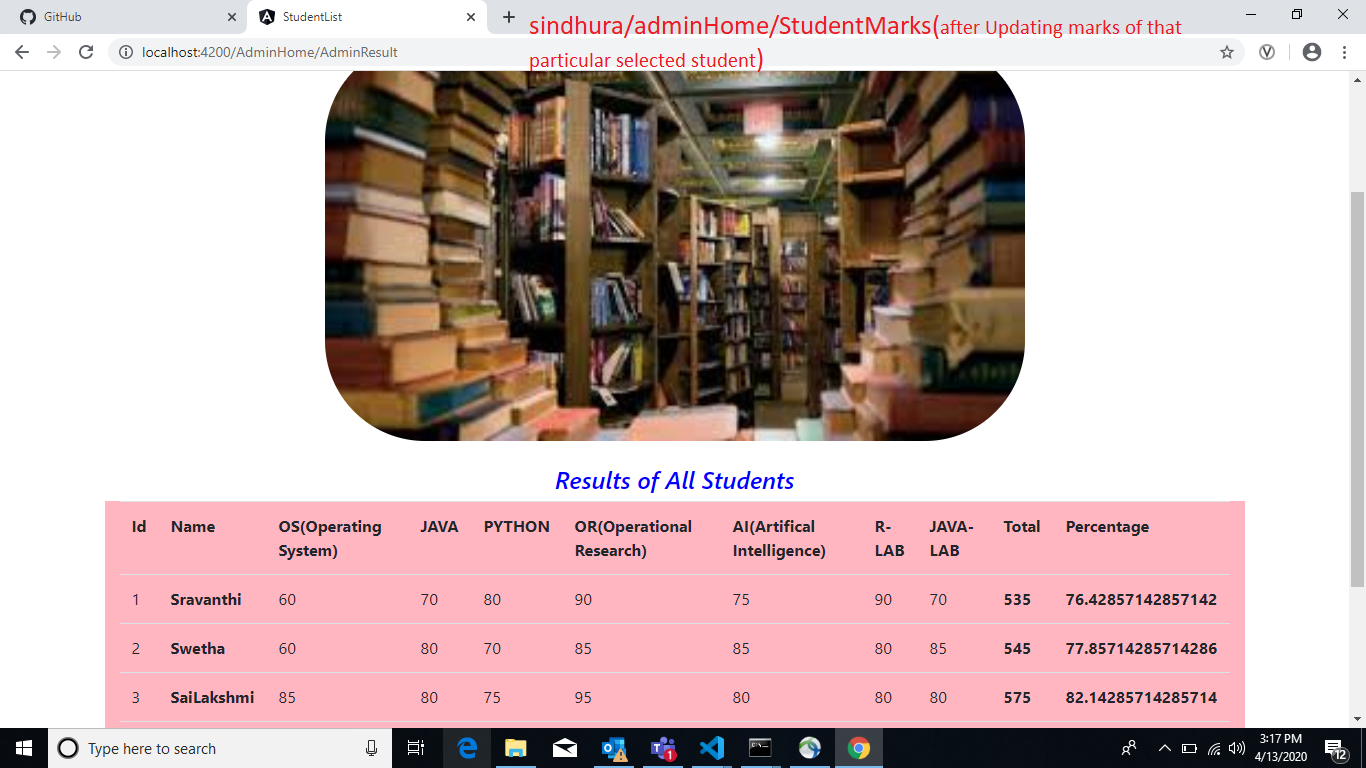 GitHub
StudentList
sindhura/adminHome/StudentMarks(after Updating marks of that
particular selected student)
localhost:4200/AdminHome/AdminResult
Results of All Students
Id Name OS(Operating System) JAVA PYTHON OR(Operational Research) AI(Artifical Intelligence) R-LAB JAVA-LAB Total Percentage
1 Sravanthi 60 70 80 90 75 90 70 535 76.42857142857142
2 Swetha 60 80 70 85 85 80 85 545 77.85714285714286
3 SaiLakshmi 85 80 75 95 80 80 80 575 82.14285714285714
Type here to search
1
3:17 PM
4/13/2020
12